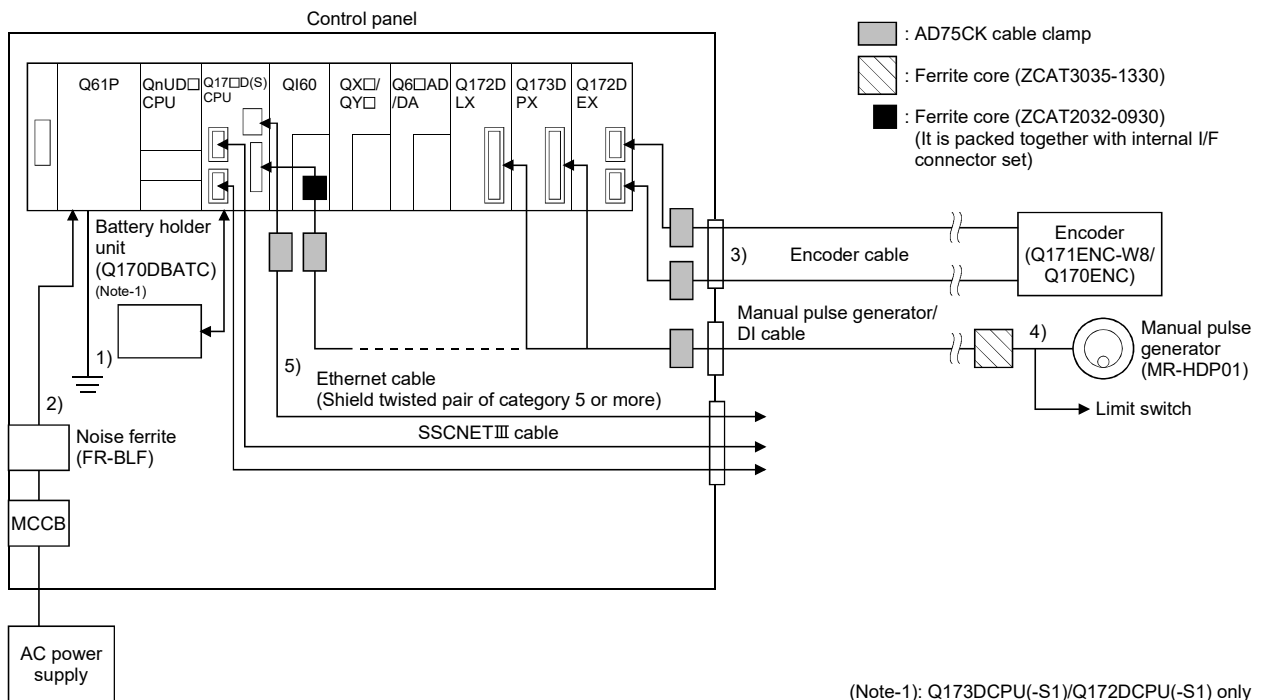 Control panel
: AD75CK cable clamp
: Ferrite core (ZCAT3035-1330)
: Ferrite core (ZCAT2032-0930)
(It is packed together with internal I/F
connector set)
Q61P
QnUD□
CPU
Q17□D(S)
CPU
QI60
QX□/
QY□
Q6□AD
/DA
Q172D
LX
Q173D
PX
Q172D
EX
Battery holder
unit
(Q170DBATC)
(Note-1)
1)
2)
3)
Encoder cable
Encoder
(Q171ENC-W8/
Q170ENC)
Manual pulse generator/
DI cable
4)
Manual pulse
generator
(MR-HDP01)
Limit switch
5)
Ethernet cable
(Shield twisted pair of category 5 or more)
SSCNETⅢ cable
Noise ferrite
(FR-BLF)
MCCB
AC power
supply
(Note-1): Q173DCPU(-S1)/Q172DCPU(-S1) only